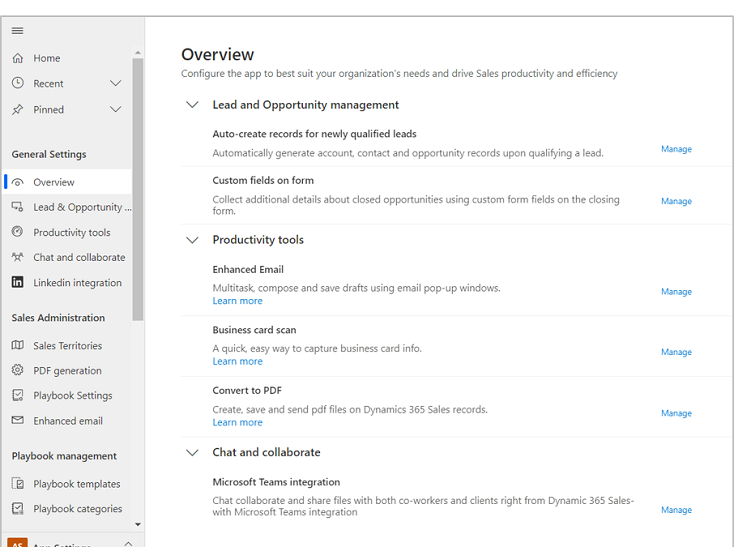 Home
Recent
Pinned
General Settings
Overview
Lead & Opportunity ...
Productivity tools
Chat and collaborate
Linkedin integration
Sales Administration
Sales Territories
PDF generation
Playbook Settings
Enhanced email
Playbook management
Playbook templates
Playbook categories
AS App Settings
Overview
Configure the app to best suit your organization's needs and drive Sales productivity and efficiency
Lead and Opportunity management
Auto-create records for newly qualified leads
Automatically generate account, contact and opportunity records upon qualifying a lead.
Manage
Custom fields on form
Collect additional details about closed opportunities using custom form fields on the closing
form.
Manage
Productivity tools
Enhanced Email
Multitask, compose and save drafts using email pop-up windows.
Learn more
Manage
Business card scan
A quick, easy way to capture business card info.
Learn more
Manage
Convert to PDF
Create, save and send pdf files on Dynamics 365 Sales records.
Learn more
Manage
Chat and collaborate
Microsoft Teams integration
Chat collaborate and share files with both co-workers and clients right from Dynamic 365 Sales-
with Microsoft Teams integration
Manage